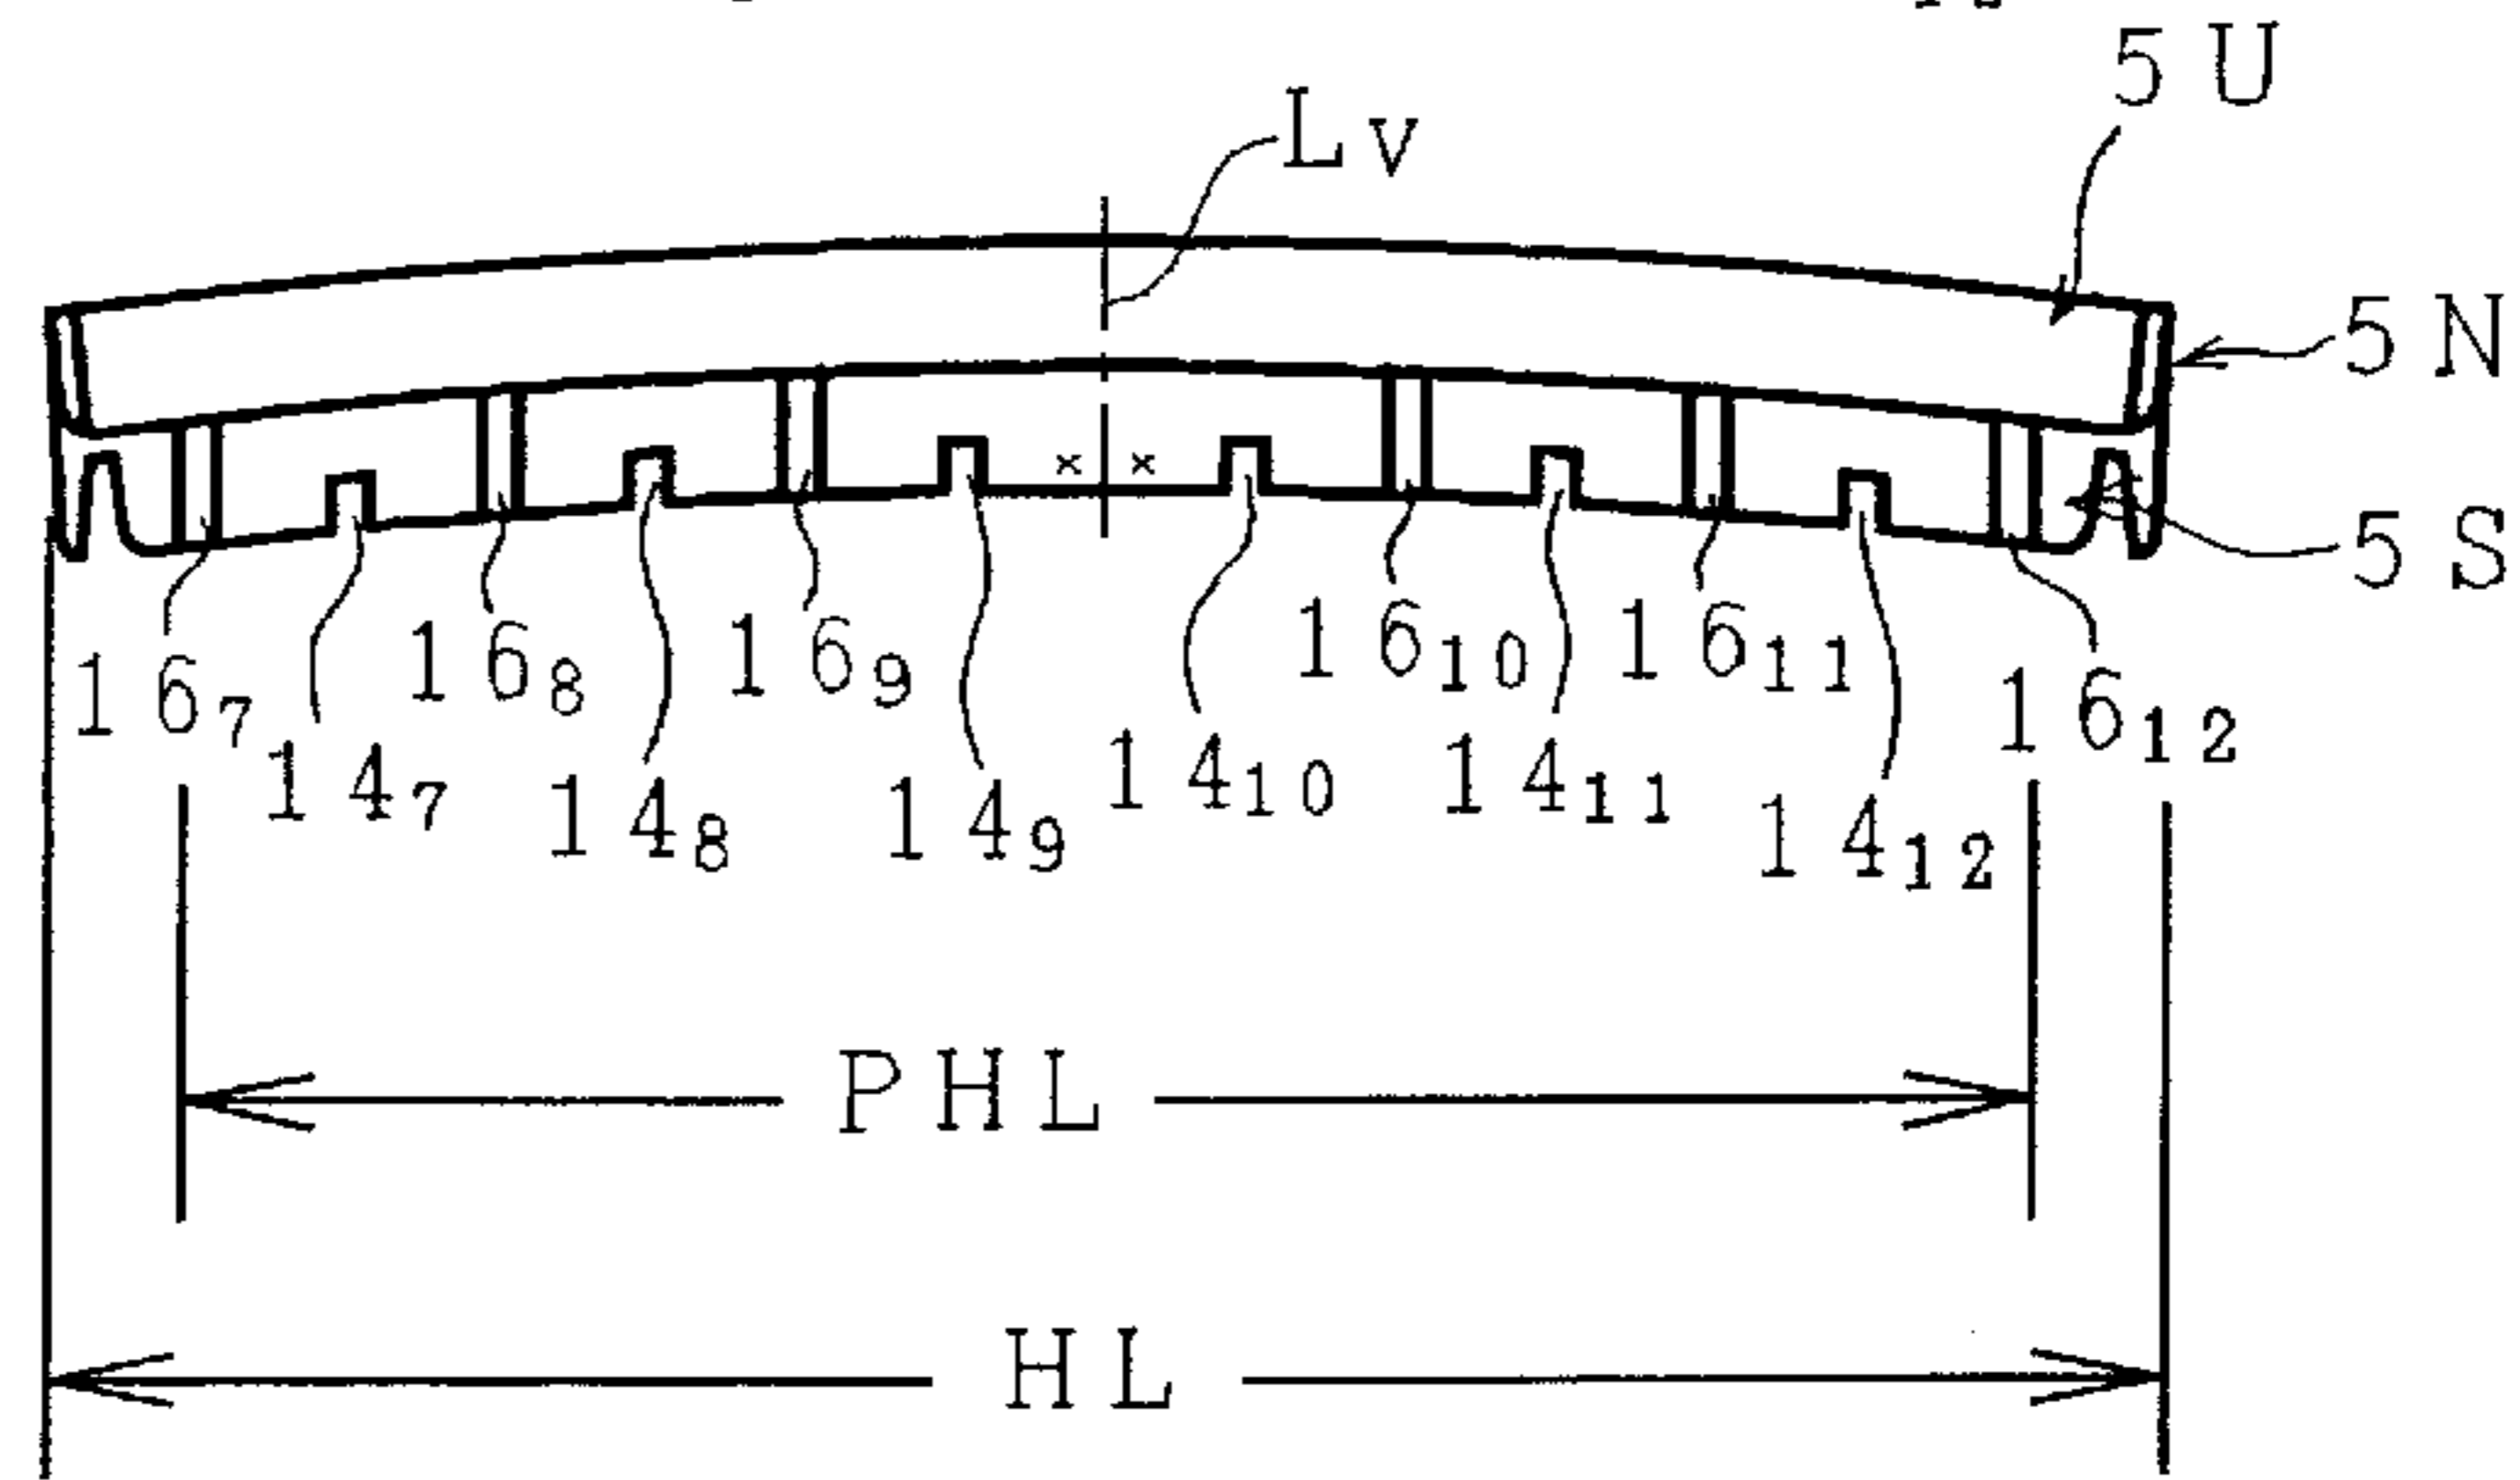 5U
Lv
5N
5S
16₇ 16₈ 16₉ 16₁₀ 16₁₁ 16₁₂
14₇ 14₈ 14₉ 14₁₀ 14₁₁ 14₁₂
× ×
PHL
HL